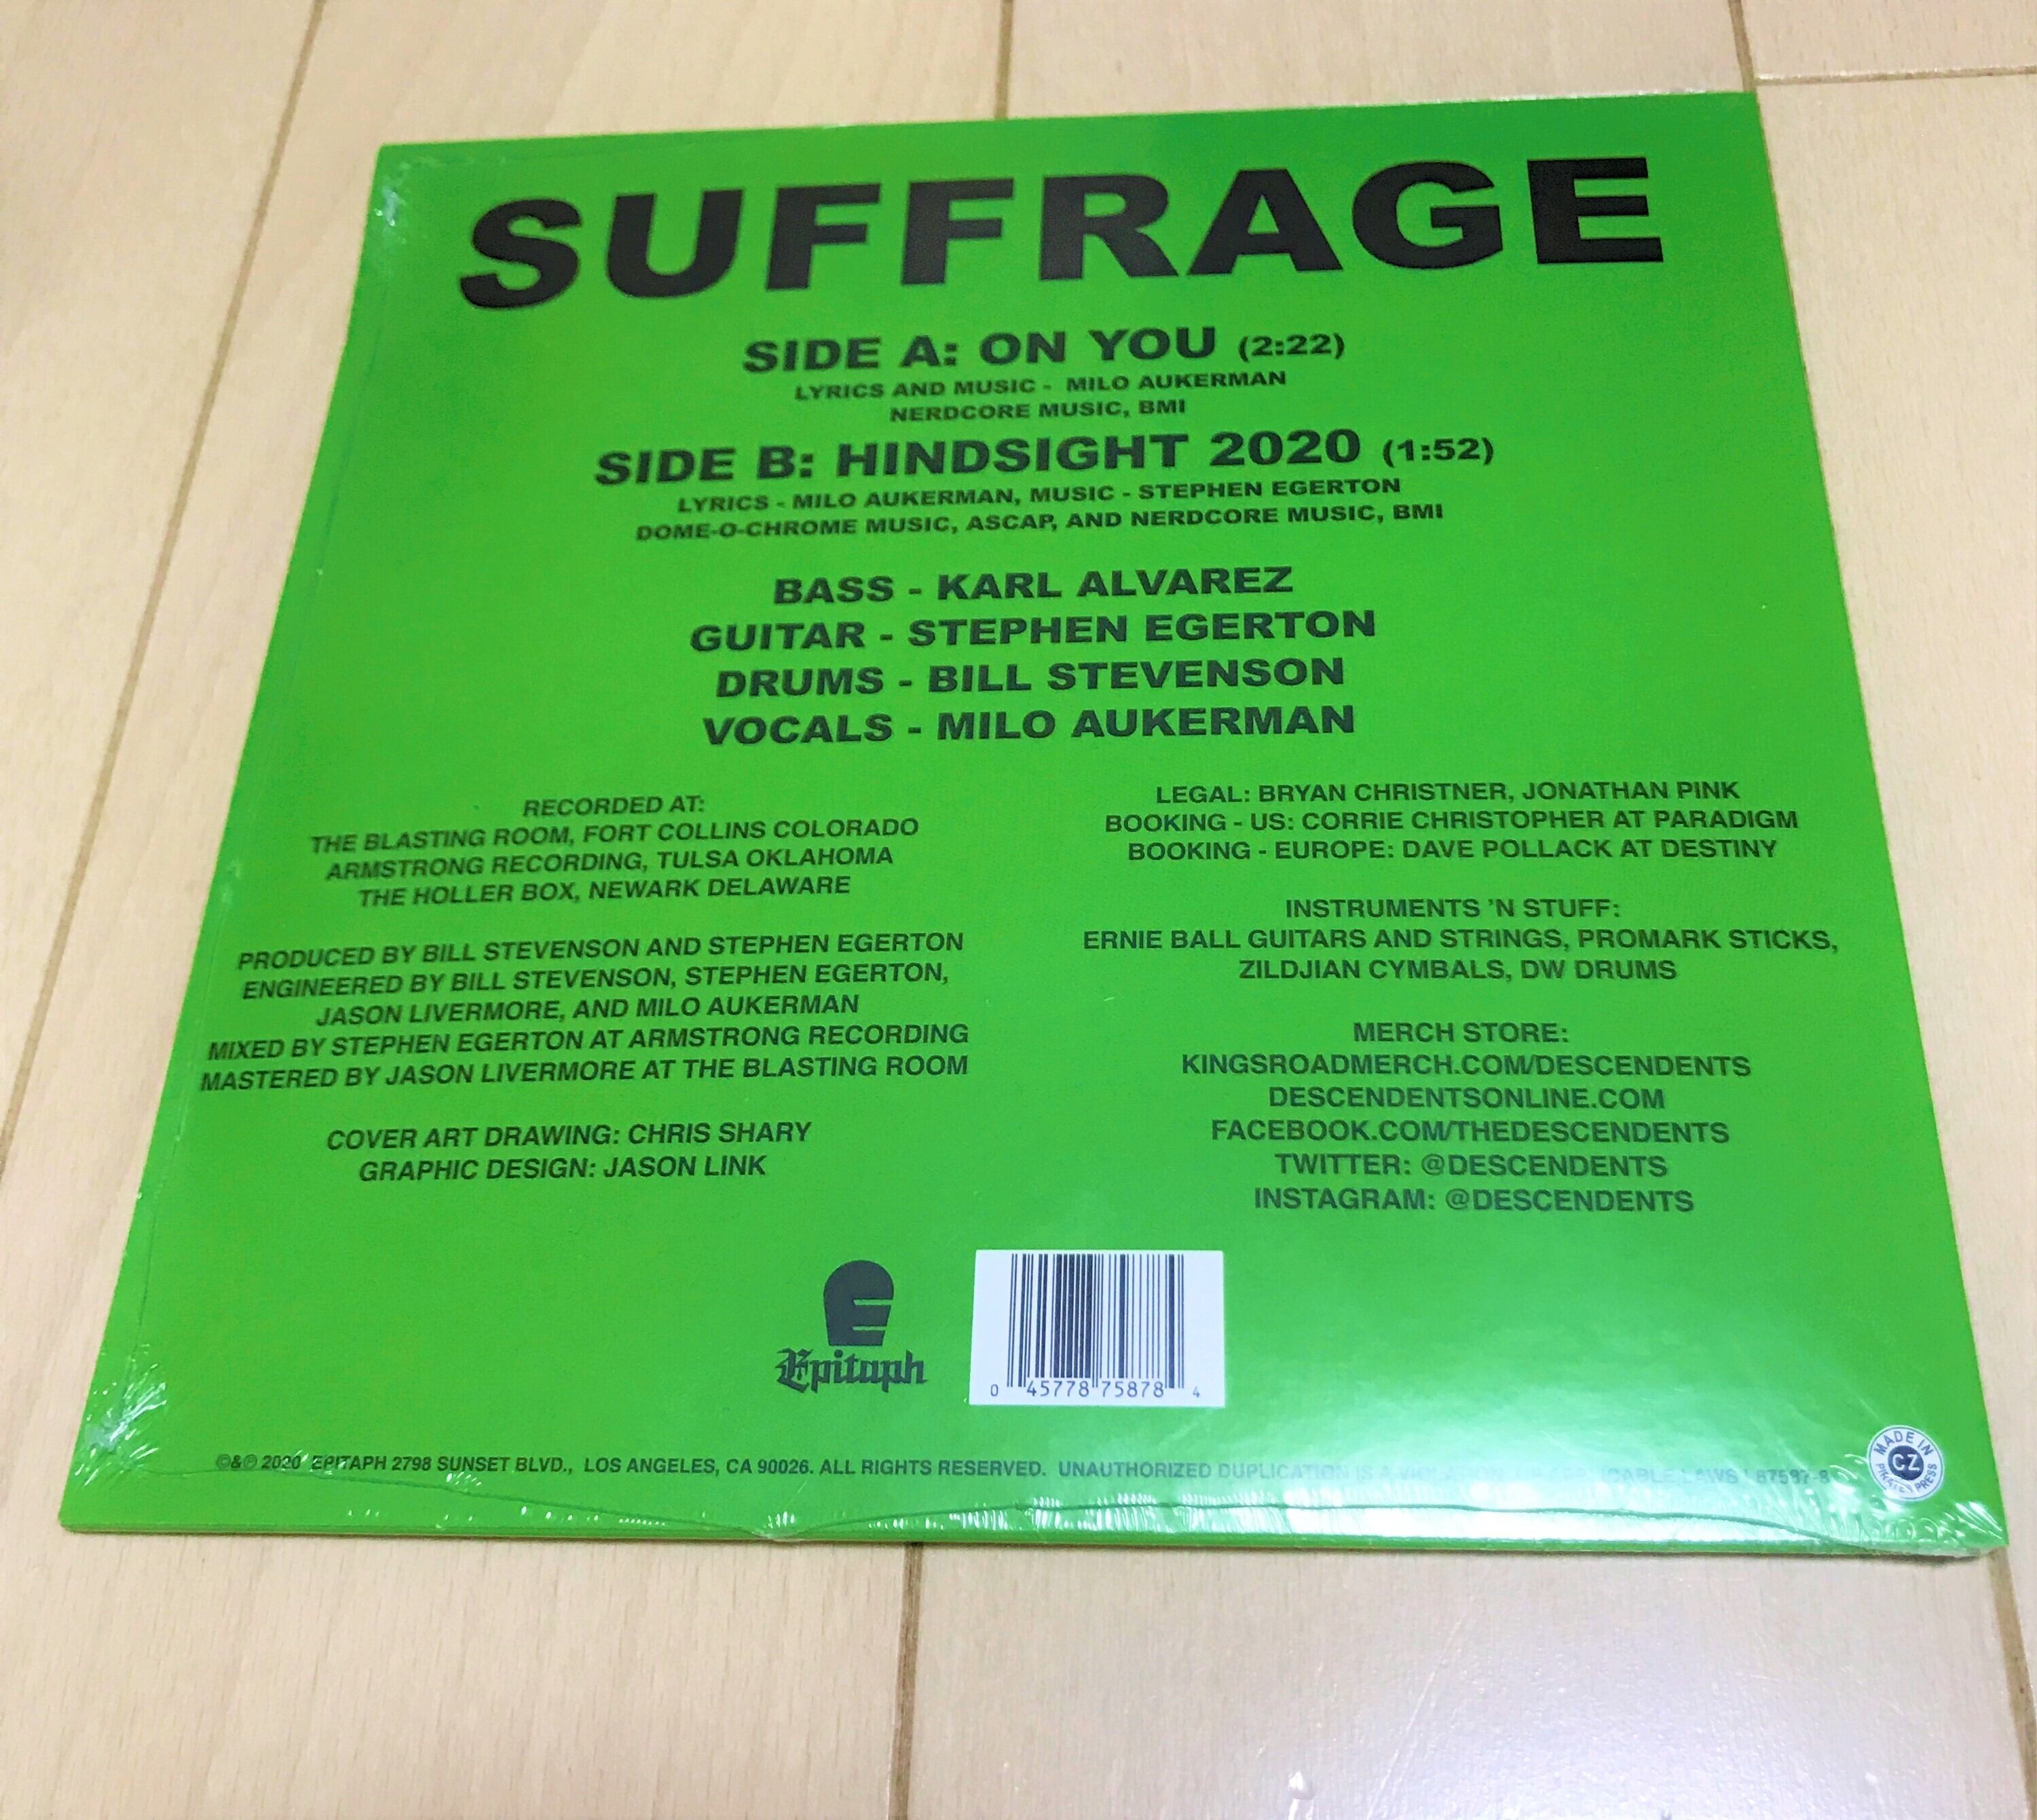 SUFFRAGE
SIDE A: ON YOU (2:22)
LYRICS AND MUSIC - MILO AUKERMAN
NERDCORE MUSIC, BMI
SIDE B: HINDSIGHT 2020 (1:52)
LYRICS - MILO AUKERMAN, MUSIC - STEPHEN EGERTON
DOME-O-CHROME MUSIC, ASCAP, AND NERDCORE MUSIC, BMI
BASS - KARL ALVAREZ
GUITAR - STEPHEN EGERTON
DRUMS - BILL STEVENSON
VOCALS - MILO AUKERMAN
RECORDED AT:
THE BLASTING ROOM, FORT COLLINS COLORADO
ARMSTRONG RECORDING, TULSA OKLAHOMA
THE HOLLER BOX, NEWARK DELAWARE
PRODUCED BY BILL STEVENSON AND STEPHEN EGERTON
ENGINEERED BY BILL STEVENSON, STEPHEN EGERTON,
JASON LIVERMORE, AND MILO AUKERMAN
MIXED BY STEPHEN EGERTON AT ARMSTRONG RECORDING
MASTERED BY JASON LIVERMORE AT THE BLASTING ROOM
COVER ART DRAWING: CHRIS SHARY
GRAPHIC DESIGN: JASON LINK
LEGAL: BRYAN CHRISTNER, JONATHAN PINK
BOOKING - US: CORRIE CHRISTOPHER AT PARADIGM
BOOKING - EUROPE: DAVE POLLACK AT DESTINY
INSTRUMENTS 'N STUFF:
ERNIE BALL GUITARS AND STRINGS, PROMARK STICKS,
ZILDJIAN CYMBALS, DW DRUMS
MERCH STORE:
KINGSROADMERCH.COM/DESCENDENTS
DESCENDENTSONLINE.COM
FACEBOOK.COM/THEDESCENDENTS
TWITTER: @DESCENDENTS
INSTAGRAM: @DESCENDENTS
Epitaph
0 45778 75878 4
©&℗ 2020 EPITAPH 2798 SUNSET BLVD., LOS ANGELES, CA 90026. ALL RIGHTS RESERVED. UNAUTHORIZED DUPLICATION IS A LAWS
MADE IN
CZ
PRESS